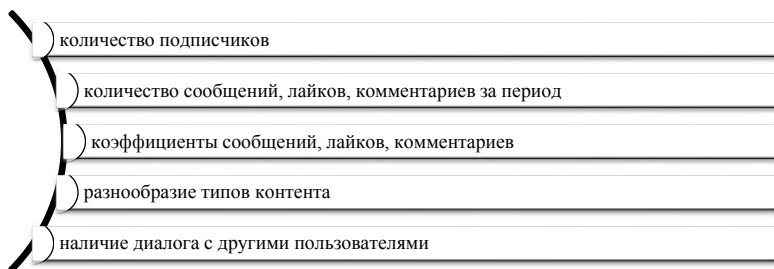 количество подписчиков
количество сообщений, лайков, комментариев за период
коэффициенты сообщений, лайков, комментариев
разнообразие типов контента
наличие диалога с другими пользователями